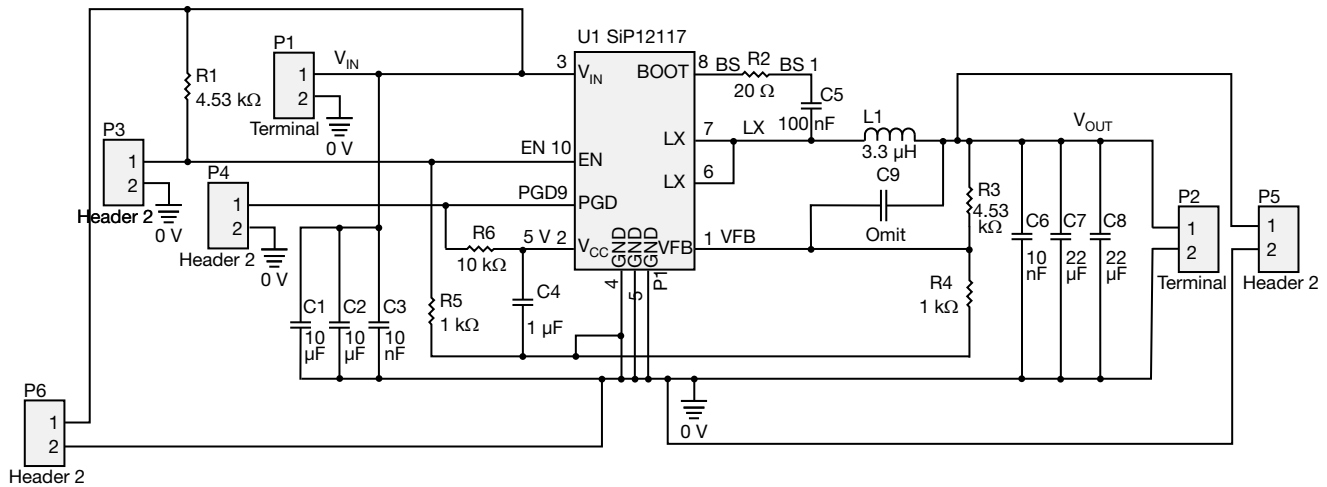 U1 SiP12117
P1
1
2
Terminal
0 V
VIN
R1
4.53 kΩ
3
VIN
BOOT
8
BS
R2
20 Ω
BS 1
C5
100 nF
LX
7
LX
LX
6
L1
3.3 µH
VOUT
P3
1
2
Header 2
0 V
EN 10
EN
P4
1
2
Header 2
0 V
PGD9
PGD
C9
Omit
R3
4.53
kΩ
R6
10 kΩ
5 V 2
VCC
GND
GND
GND
VFB
1 VFB
4
5
P1
C6
10
nF
C7
22
µF
C8
22
µF
P2
1
2
Terminal
P5
1
2
Header 2
R4
1 kΩ
R5
1 kΩ
C4
1 µF
C1
10
µF
C2
10
µF
C3
10
nF
0 V
P6
1
2
Header 2